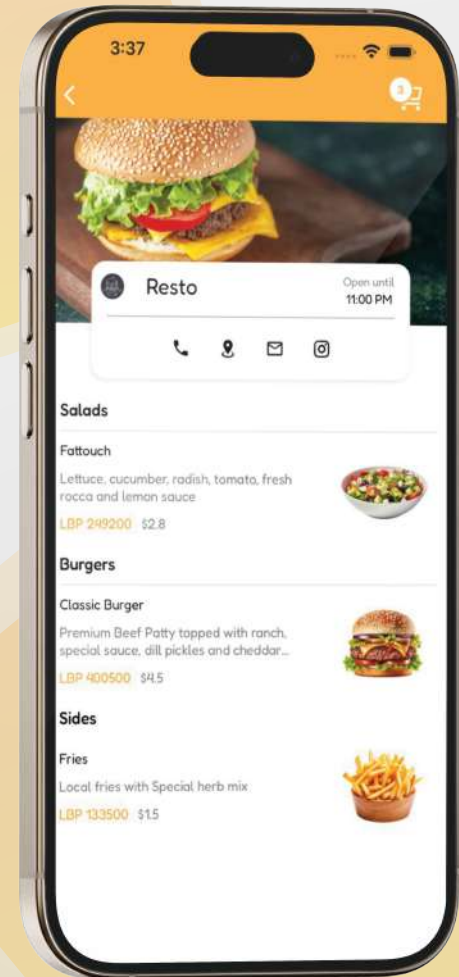 3:37
3
Resto
Open until
11:00 PM
Salads
Fattouch
Lettuce, cucumber, radish, tomato, fresh
rocca and lemon sauce
LBP 249200 $2.8
Burgers
Classic Burger
Premium Beef Patty topped with ranch,
special sauce, dill pickles and cheddar...
LBP 400500 $4.5
Sides
Fries
Local fries with Special herb mix
LBP 133500 $1.5